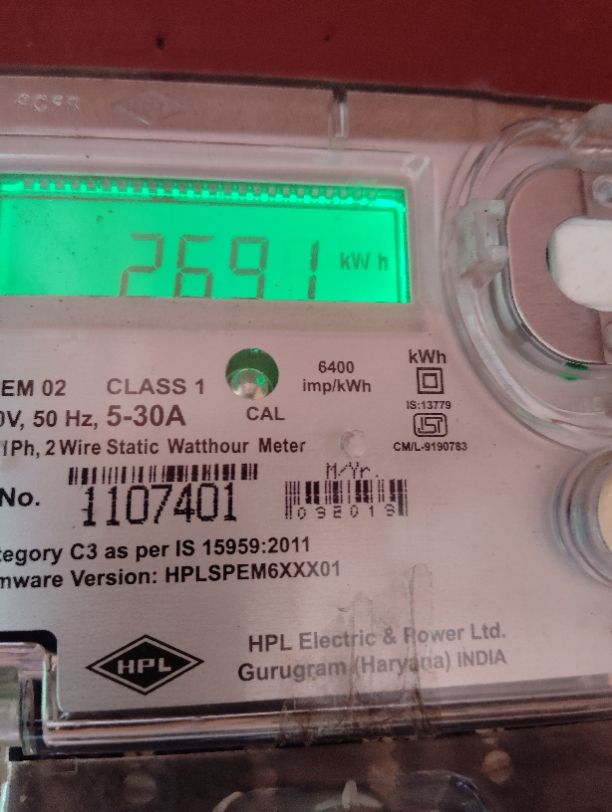 2691 kWh
6400
imp/kWh
kWh
EM 02 CLASS 1
CAL
IS:13779
0V, 50 Hz, 5-30A
1Ph, 2 Wire Static Watthour Meter
CM/L-9190783
M/Yr.
No. 1107401
092019
tegory C3 as per IS 15959:2011
mware Version: HPLSPEM6XXX01
HPL
HPL Electric & Power Ltd.
Gurugram (Haryana) INDIA